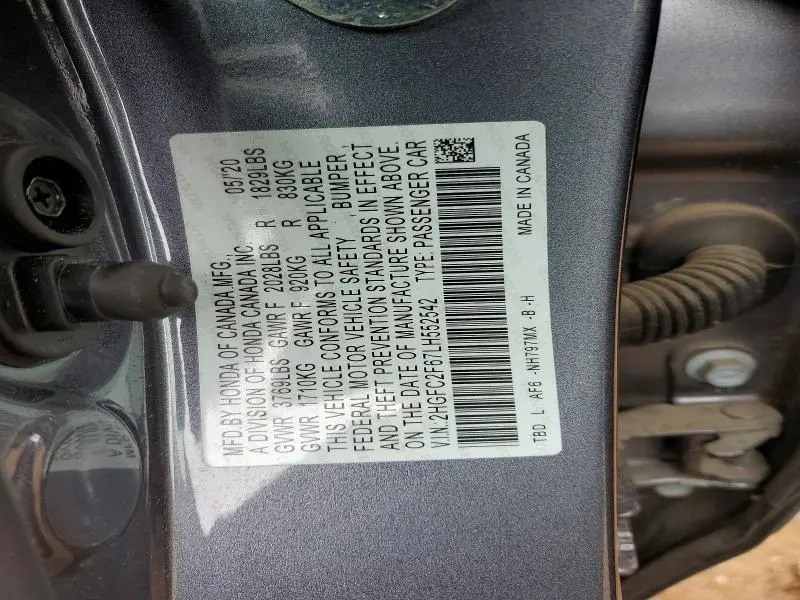 MFD.BY HONDA OF CANADA MFG., 05/20
A DIVISION OF HONDA CANADA INC.
GVWR 3769LBS GAWR F 2028LBS R 1829LBS
GVWR 1710KG GAWR F 920KG R 830KG
THIS VEHICLE CONFORMS TO ALL APPLICABLE
FEDERAL MOTOR VEHICLE SAFETY , BUMPER ,
AND THEFT PREVENTION STANDARDS IN EFFECT
ON THE DATE OF MANUFACTURE SHOWN ABOVE.
V.I.N.:2HGFC2F67LH552542 TYPE: PASSENGER CAR
TBD L AF6 -NH797MX -B -H MADE IN CANADA